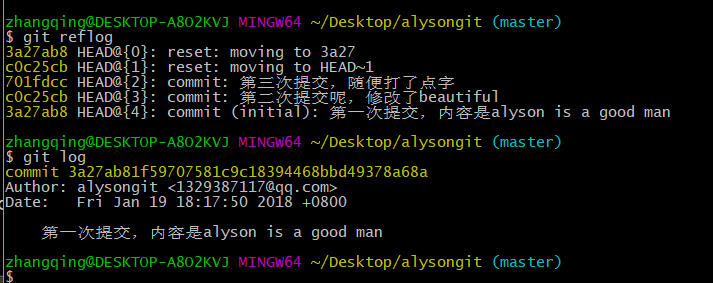 zhangqing@DESKTOP-A8O2KVJ MINGW64 ~/Desktop/alysongit (master)
$ git reflog
3a27ab8 HEAD@{0}: reset: moving to 3a27
c0c25cb HEAD@{1}: reset: moving to HEAD~1
701fdcc HEAD@{2}: commit: 第三次提交，随便打了点字
c0c25cb HEAD@{3}: commit: 第二次提交呢，修改了beautiful
3a27ab8 HEAD@{4}: commit (initial): 第一次提交，内容是alyson is a good man
zhangqing@DESKTOP-A8O2KVJ MINGW64 ~/Desktop/alysongit (master)
$ git log
commit 3a27ab81f59707581c9c18394468bbd49378a68a
Author: alysongit <1329387117@qq.com>
Date:   Fri Jan 19 18:17:50 2018 +0800
第一次提交，内容是alyson is a good man
zhangqing@DESKTOP-A8O2KVJ MINGW64 ~/Desktop/alysongit (master)
$